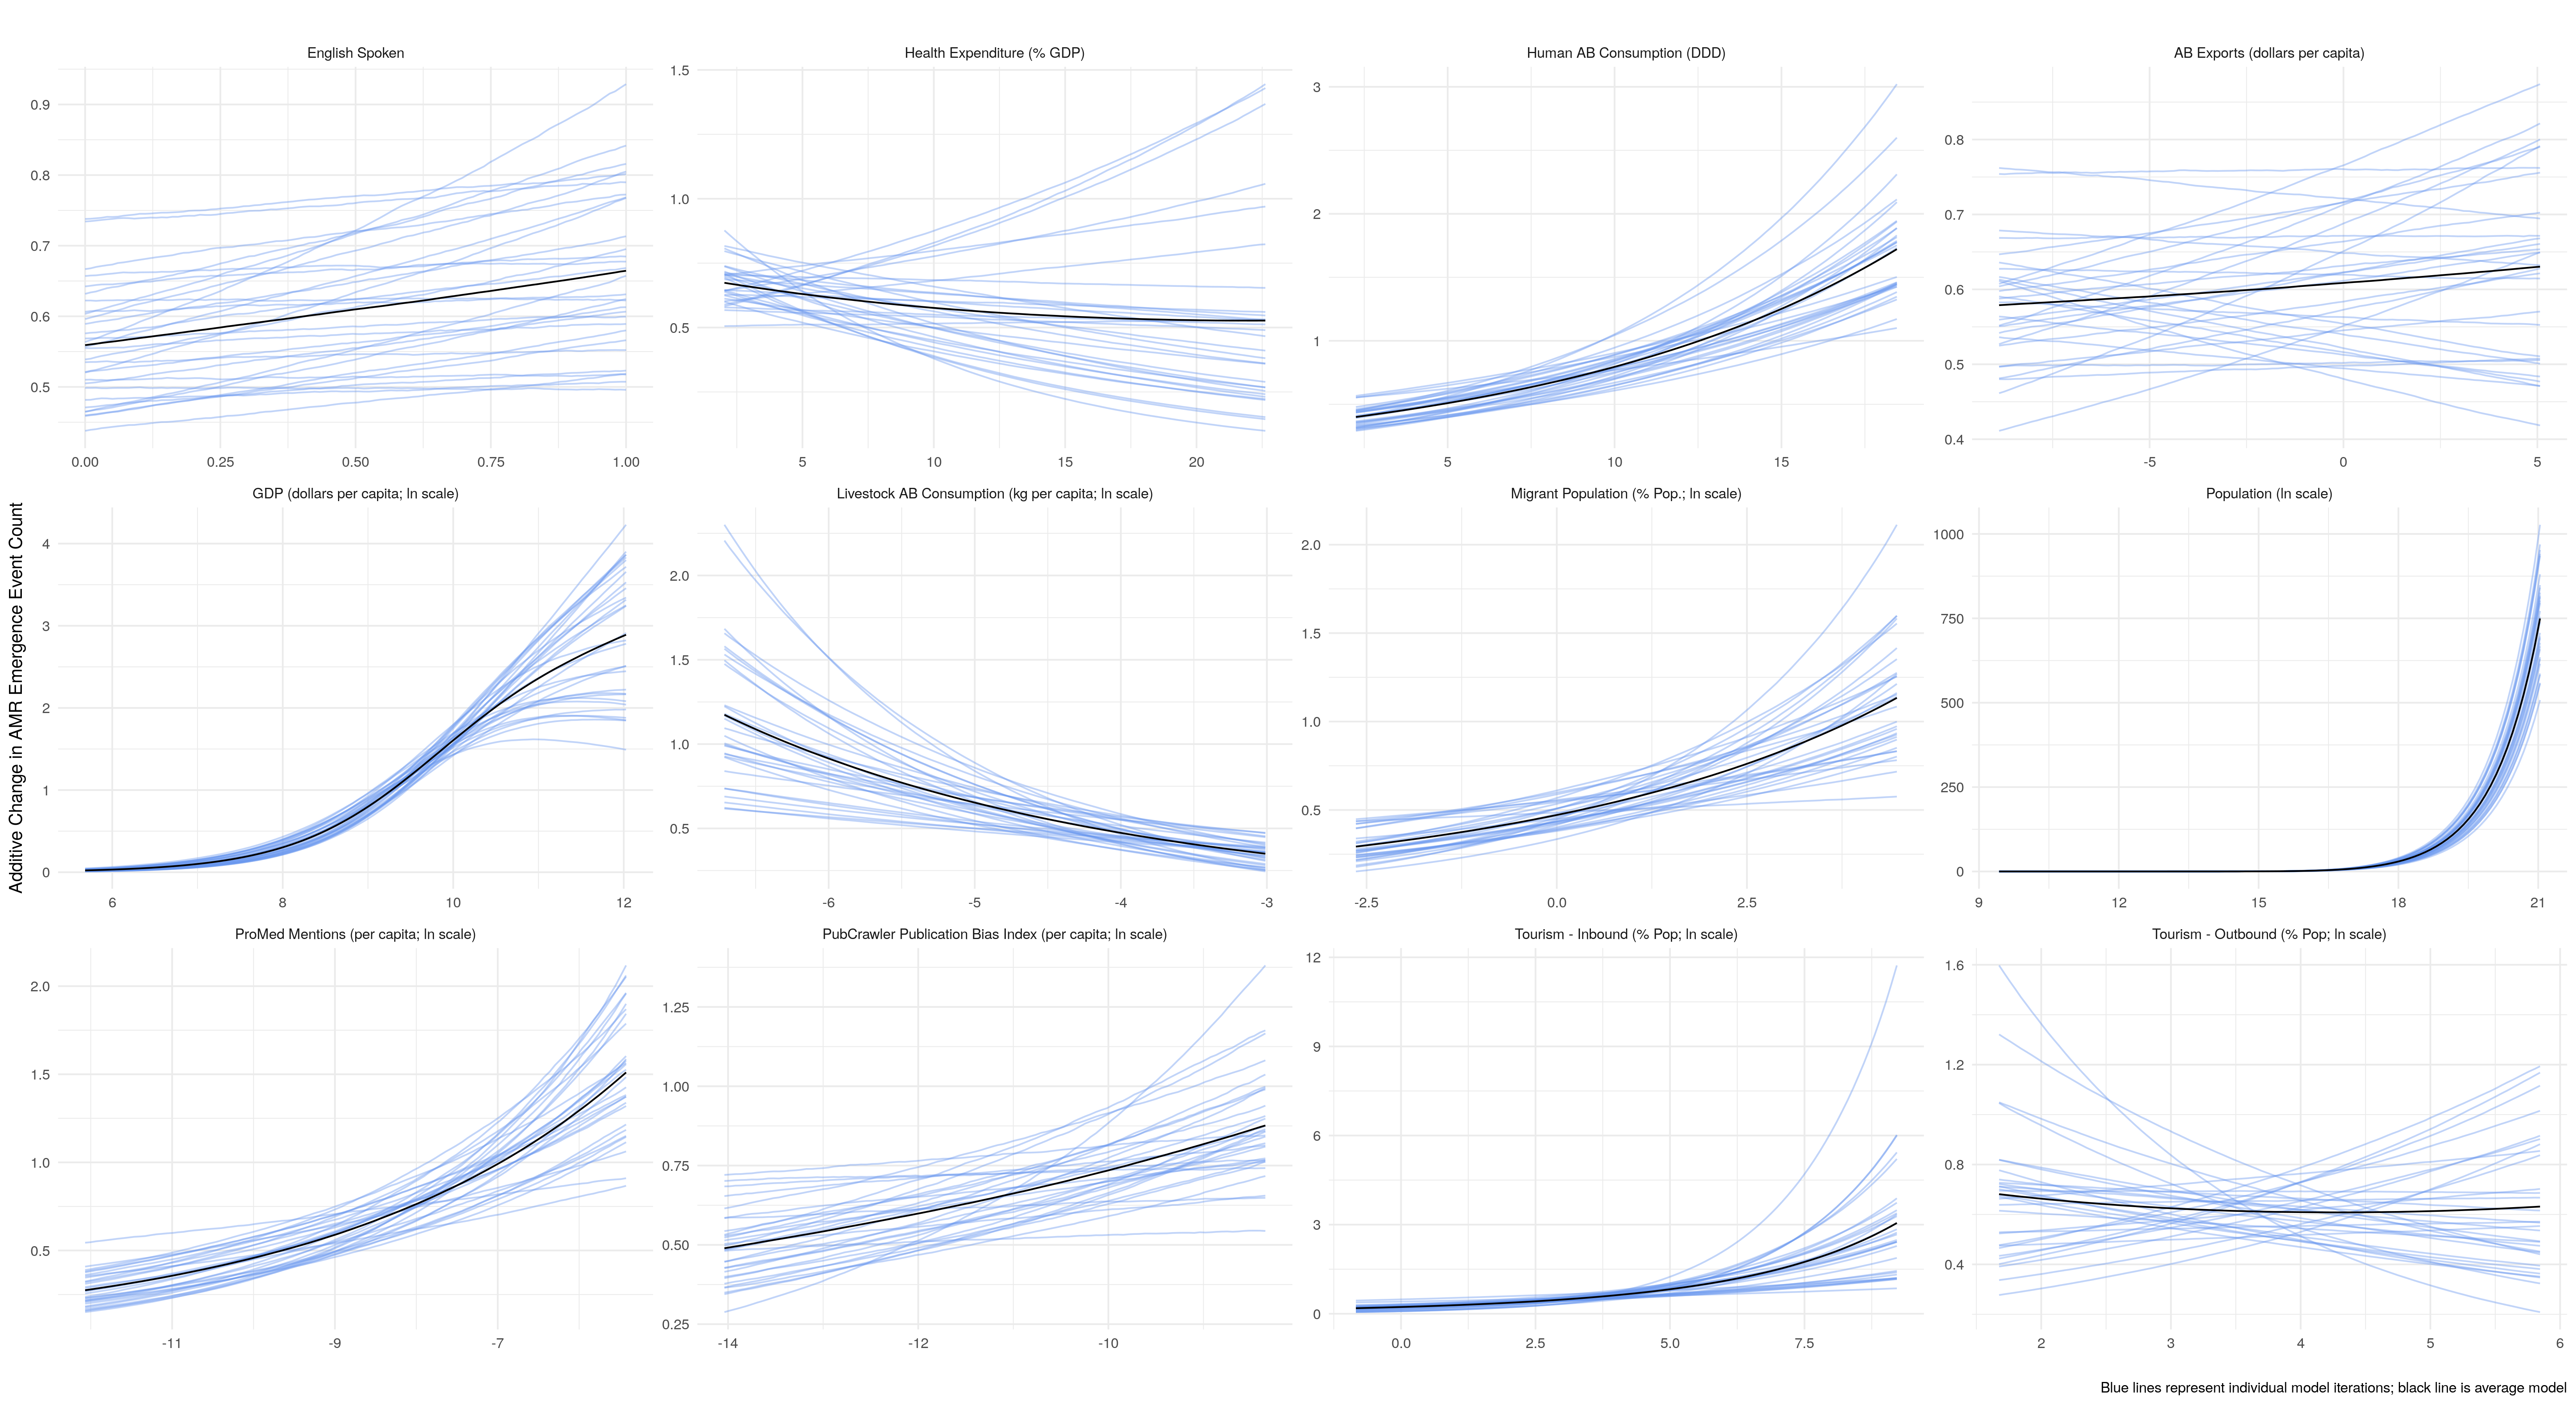 English Spoken
Health Expenditure (% GDP)
Human AB Consumption (DDD)
AB Exports (dollars per capita)
0.9
0.8
0.7
0.6
0.5
0.00 0.25 0.50 0.75 1.00
1.5
1.0
0.5
5 10 15 20
3
2
1
5 10 15
0.8
0.7
0.6
0.5
0.4
-5 0 5
Additive Change in AMR Emergence Event Count
GDP (dollars per capita; ln scale)
Livestock AB Consumption (kg per capita; ln scale)
Migrant Population (% Pop.; ln scale)
Population (ln scale)
4
3
2
1
0
6 8 10 12
2.0
1.5
1.0
0.5
-6 -5 -4 -3
2.0
1.5
1.0
0.5
-2.5 0.0 2.5
1000
750
500
250
0
9 12 15 18 21
ProMed Mentions (per capita; ln scale)
PubCrawler Publication Bias Index (per capita; ln scale)
Tourism - Inbound (% Pop; ln scale)
Tourism - Outbound (% Pop; ln scale)
2.0
1.5
1.0
0.5
-11 -9 -7
1.25
1.00
0.75
0.50
0.25
-14 -12 -10
12
9
6
3
0
0.0 2.5 5.0 7.5
1.6
1.2
0.8
0.4
2 3 4 5 6
Blue lines represent individual model iterations; black line is average model